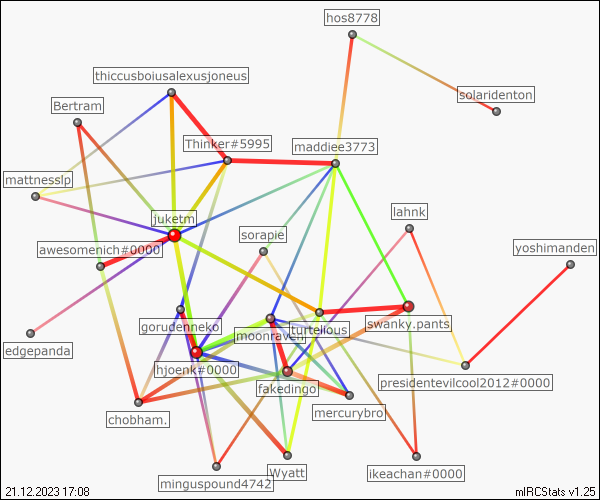 hos8778
thiccusboiusalexusjoneus
solaridenton
Bertram
Thinker#5995
maddiee3773
mattnesslp
juketm
lahnk
sorapie
awesomenich#0000
yoshimanden
gorudenneko
turtelious
swanky.pants
moonraven
edgepanda
hjoenk#0000
presidentevilcool2012#0000
fakedingo
mercurybro
chobham.
Wyatt
ikeachan#0000
minguspound4742
21.12.2023 17:08
mIRCStats v1.25